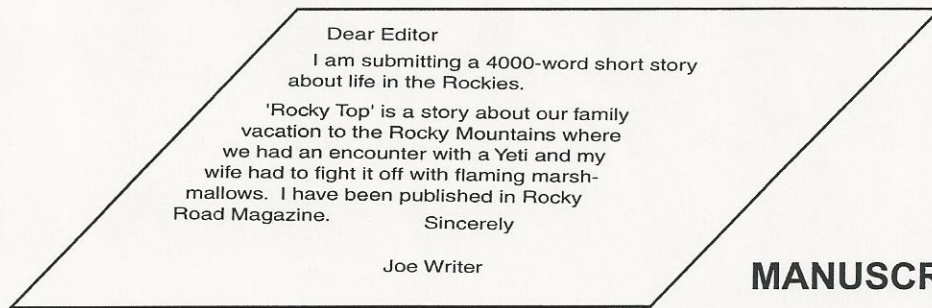 Dear Editor
I am submitting a 4000-word short story
about life in the Rockies.
'Rocky Top' is a story about our family
vacation to the Rocky Mountains where
we had an encounter with a Yeti and my
wife had to fight it off with flaming marsh-
mallows. I have been published in Rocky
Road Magazine.
Sincerely
Joe Writer
MANUSCR